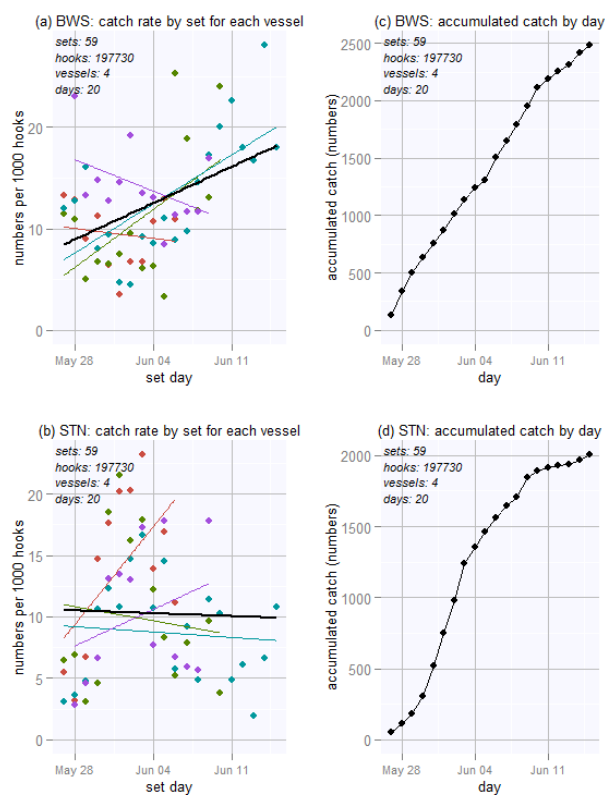 (a) BWS: catch rate by set for each vessel
sets: 59
hooks: 197730
vessels: 4
days: 20
numbers per 1000 hooks
20
10
0
May 28
Jun 04
Jun 11
set day
(c) BWS: accumulated catch by day
sets: 59
hooks: 197730
vessels: 4
days: 20
accumulated catch (numbers)
2500
2000
1500
1000
500
0
May 28
Jun 04
Jun 11
day
(b) STN: catch rate by set for each vessel
sets: 59
hooks: 197730
vessels: 4
days: 20
numbers per 1000 hooks
20
15
10
5
0
May 28
Jun 04
Jun 11
set day
(d) STN: accumulated catch by day
sets: 59
hooks: 197730
vessels: 4
days: 20
accumulated catch (numbers)
2000
1500
1000
500
0
May 28
Jun 04
Jun 11
day